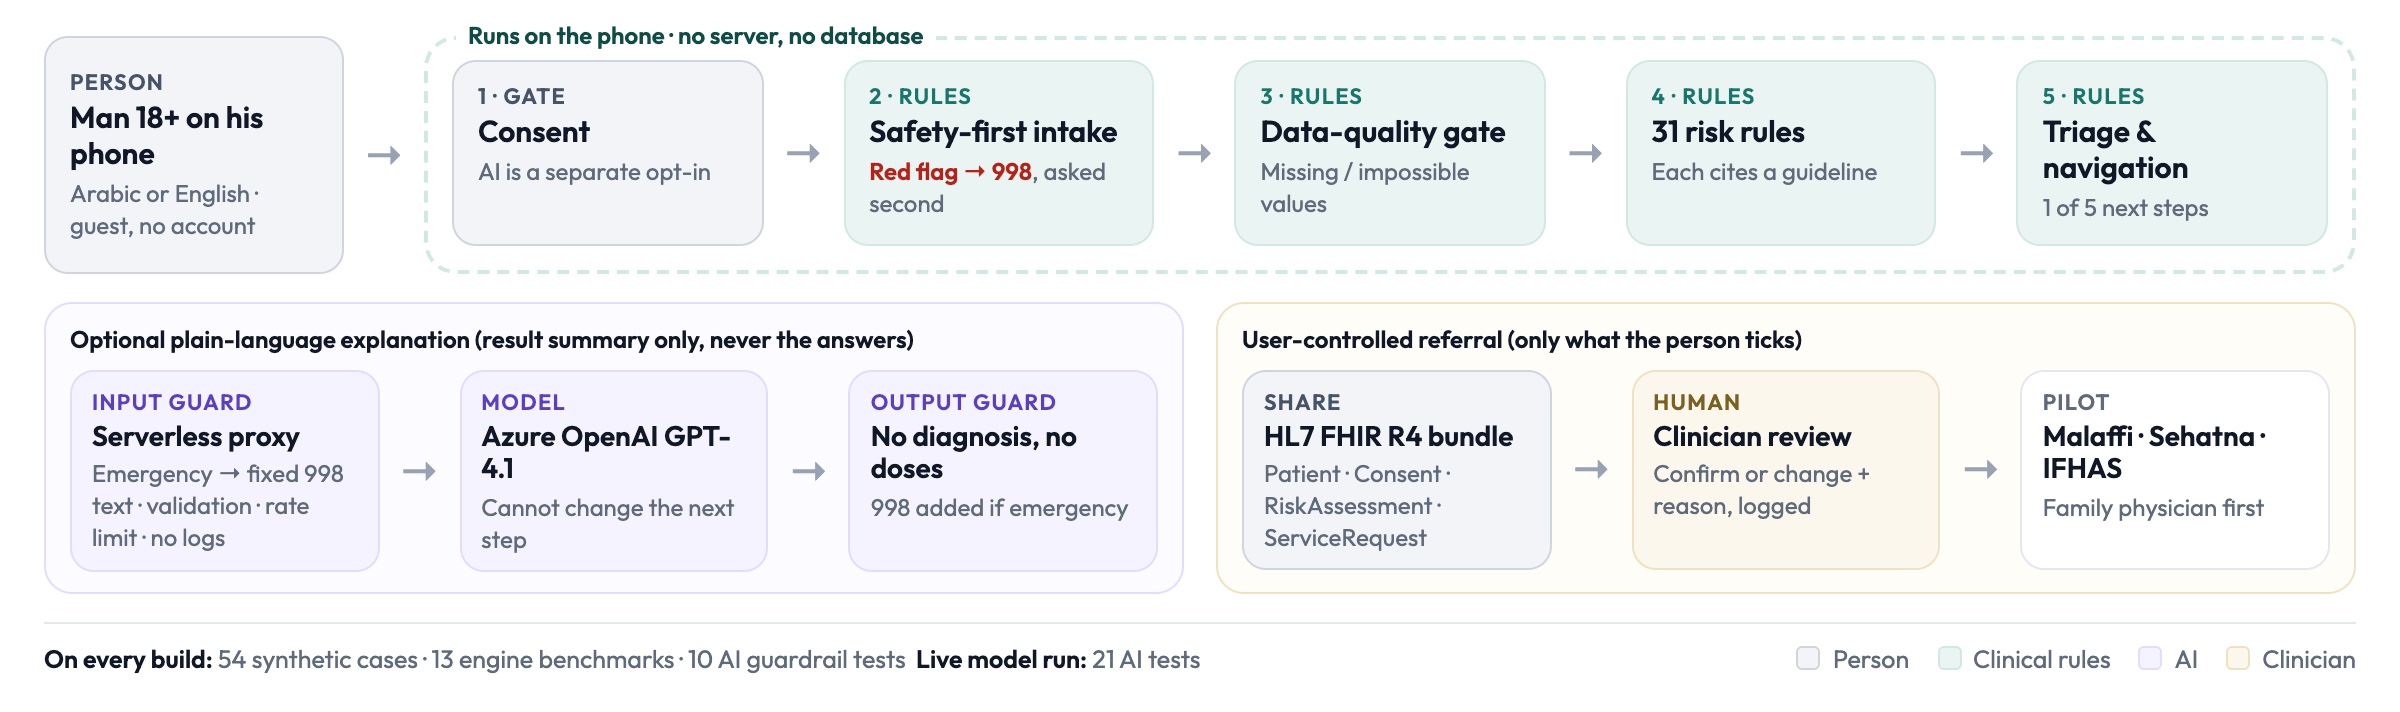 Runs on the phone · no server, no database
PERSON
Man 18+ on his
phone
Arabic or English ·
guest, no account
→
1 · GATE
Consent
AI is a separate opt-in
→
2 · RULES
Safety-first intake
Red flag → 998, asked
second
→
3 · RULES
Data-quality gate
Missing / impossible
values
→
4 · RULES
31 risk rules
Each cites a guideline
→
5 · RULES
Triage &
navigation
1 of 5 next steps
Optional plain-language explanation (result summary only, never the answers)
INPUT GUARD
Serverless proxy
Emergency → fixed 998
text · validation · rate
limit · no logs
→
MODEL
Azure OpenAI GPT-
4.1
Cannot change the next
step
→
OUTPUT GUARD
No diagnosis, no
doses
998 added if emergency
User-controlled referral (only what the person ticks)
SHARE
HL7 FHIR R4 bundle
Patient · Consent ·
RiskAssessment ·
ServiceRequest
→
HUMAN
Clinician review
Confirm or change +
reason, logged
→
PILOT
Malaffi · Sehatna ·
IFHAS
Family physician first
On every build: 54 synthetic cases · 13 engine benchmarks · 10 AI guardrail tests Live model run: 21 AI tests
Person
Clinical rules
AI
Clinician